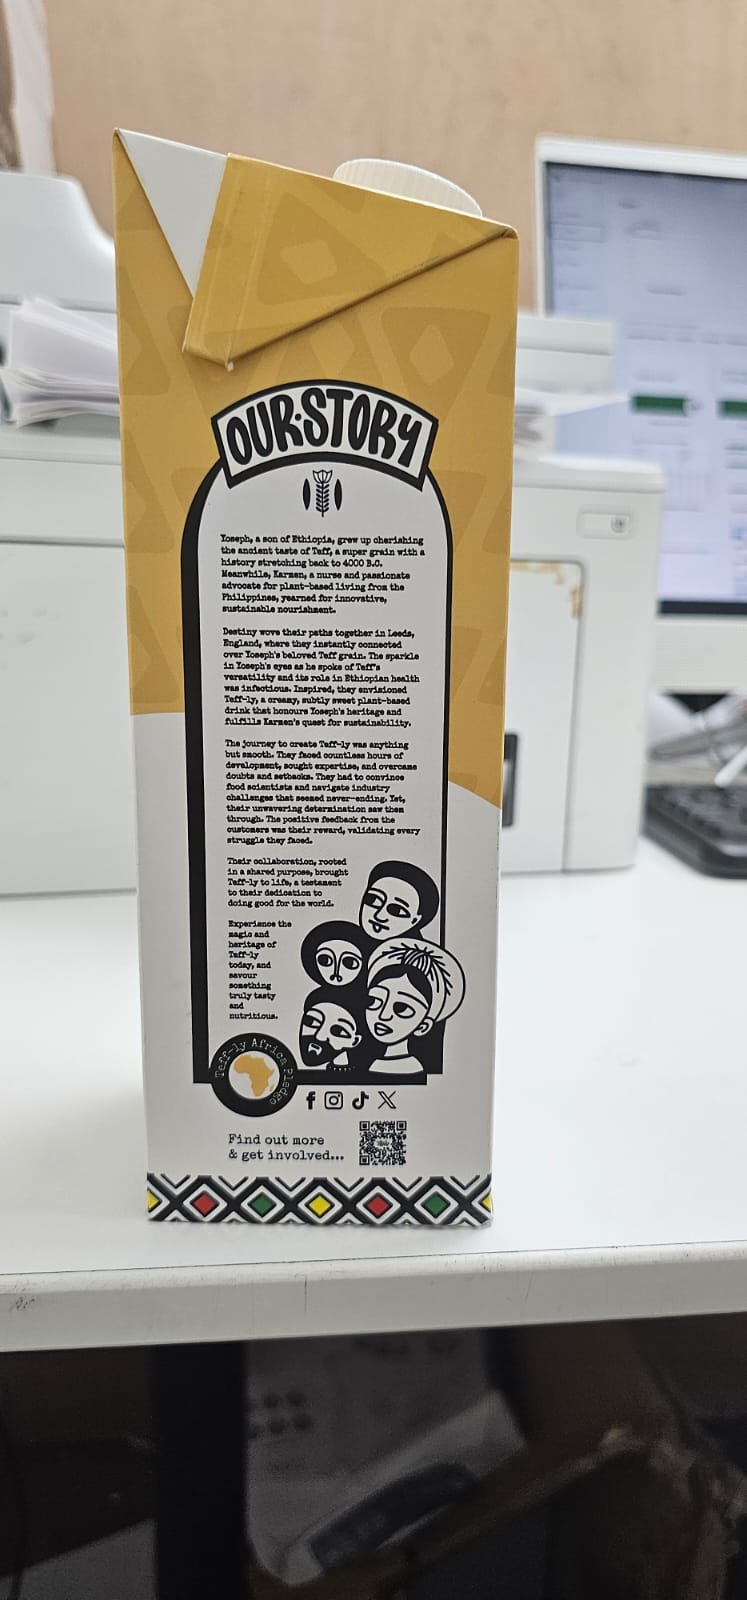 OUR·STORY
Yoseph, a son of Ethiopia, grew up cherishing
the ancient taste of Teff, a super grain with a
history stretching back to 4000 B.C.
Meanwhile, Karmen, a nurse and passionate
advocate for plant-based living from the
Philippines, yearned for innovative,
sustainable nourishment.
Destiny wove their paths together in Leeds,
England, where they instantly connected
over Yoseph's beloved Teff grain. The sparkle
in Yoseph's eyes as he spoke of Teff's
versatility and its role in Ethiopian health
was infectious. Inspired, they envisioned
Teff-ly, a creamy, subtly sweet plant-based
drink that honours Yoseph's heritage and
fulfills Karmen's quest for sustainability.
The journey to create Teff-ly was anything
but smooth. They faced countless hours of
development, sought expertise, and overcame
doubts and setbacks. They had to convince
food scientists and navigate industry
challenges that seemed never-ending. Yet,
their unwavering determination saw them
through. The positive feedback from the
customers was their reward, validating every
struggle they faced.
Their collaboration, rooted
in a shared purpose, brought
Teff-ly to life, a testament
to their dedication to
doing good for the world.
Experience the
magic and
heritage of
Teff-ly
today, and
savour
something
truly tasty
and
nutritious.
Teff-ly Africa Pledge
Find out more
& get involved...